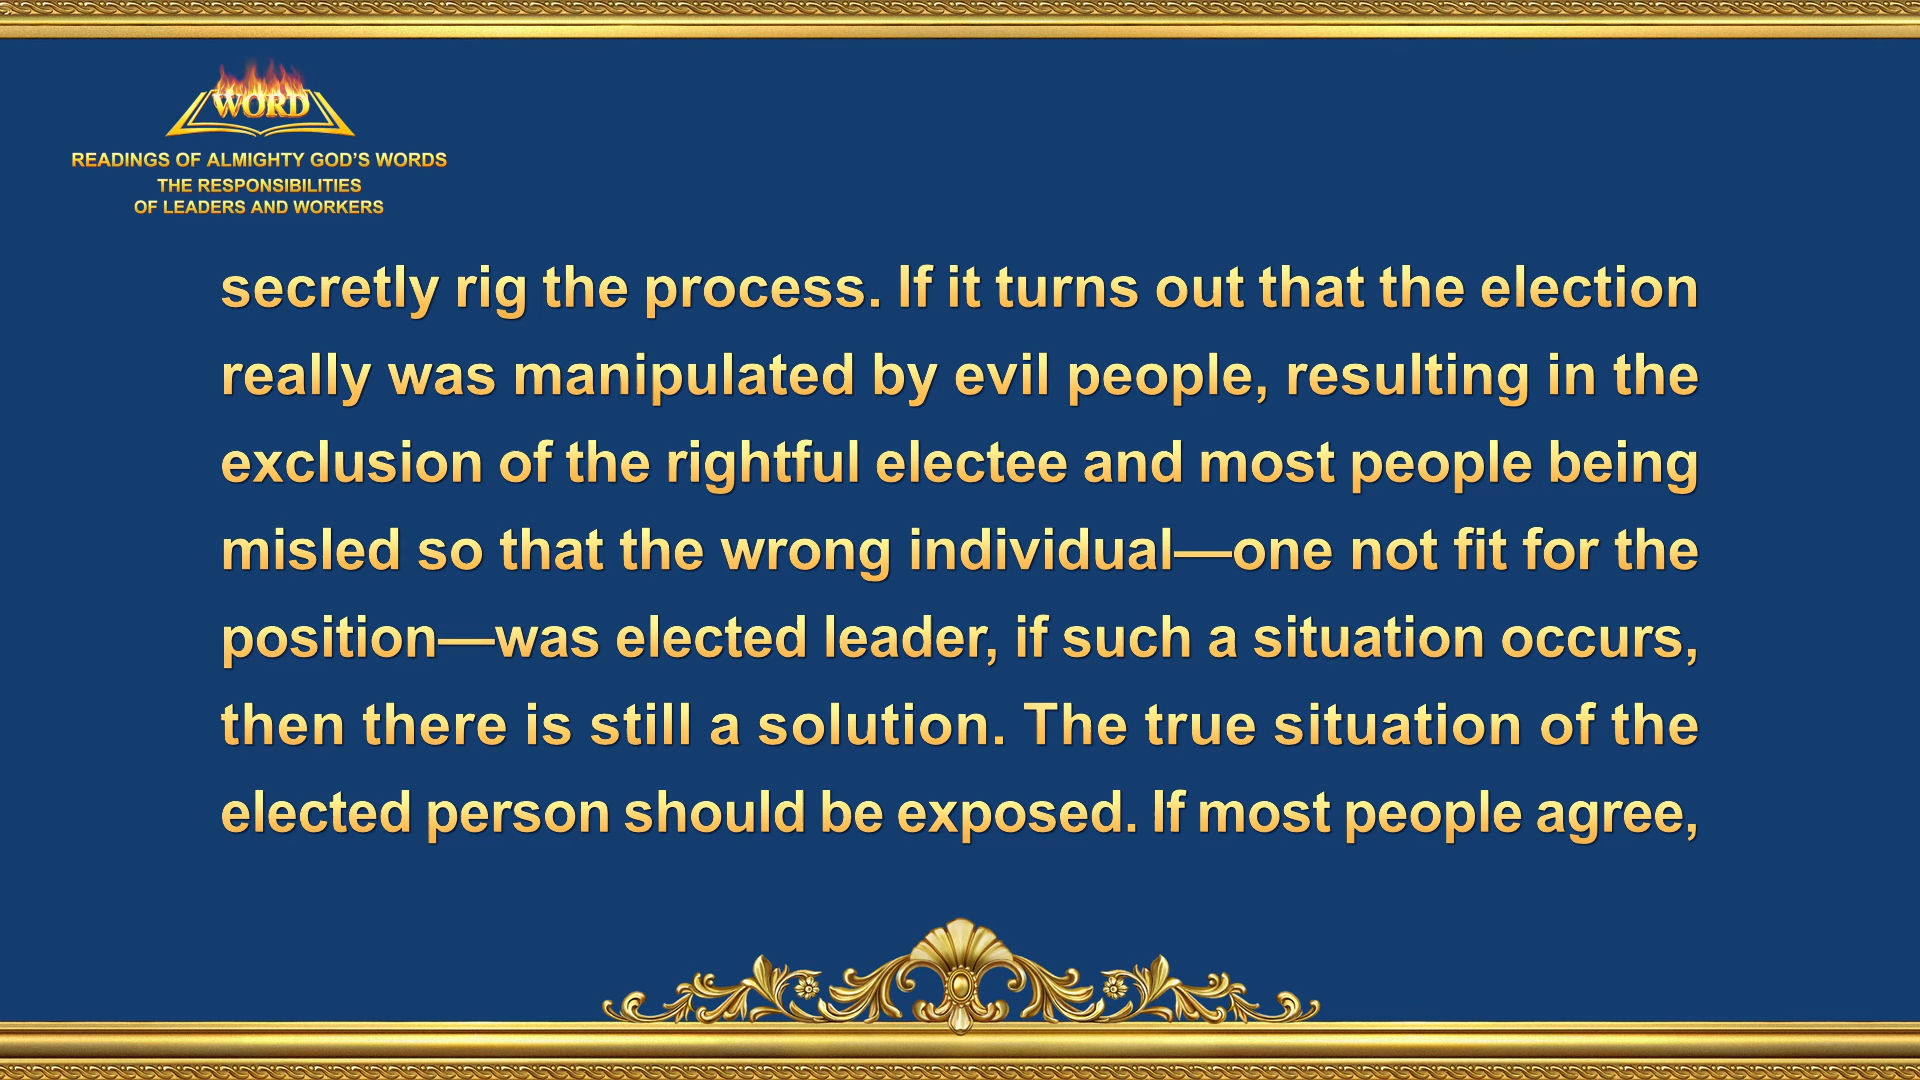 WORD
READINGS OF ALMIGHTY GOD'S WORDS
THE RESPONSIBILITIES
OF LEADERS AND WORKERS
secretly rig the process. If it turns out that the election
really was manipulated by evil people, resulting in the
exclusion of the rightful electee and most people being
misled so that the wrong individual—one not fit for the
position—was elected leader, if such a situation occurs,
then there is still a solution. The true situation of the
elected person should be exposed. If most people agree,